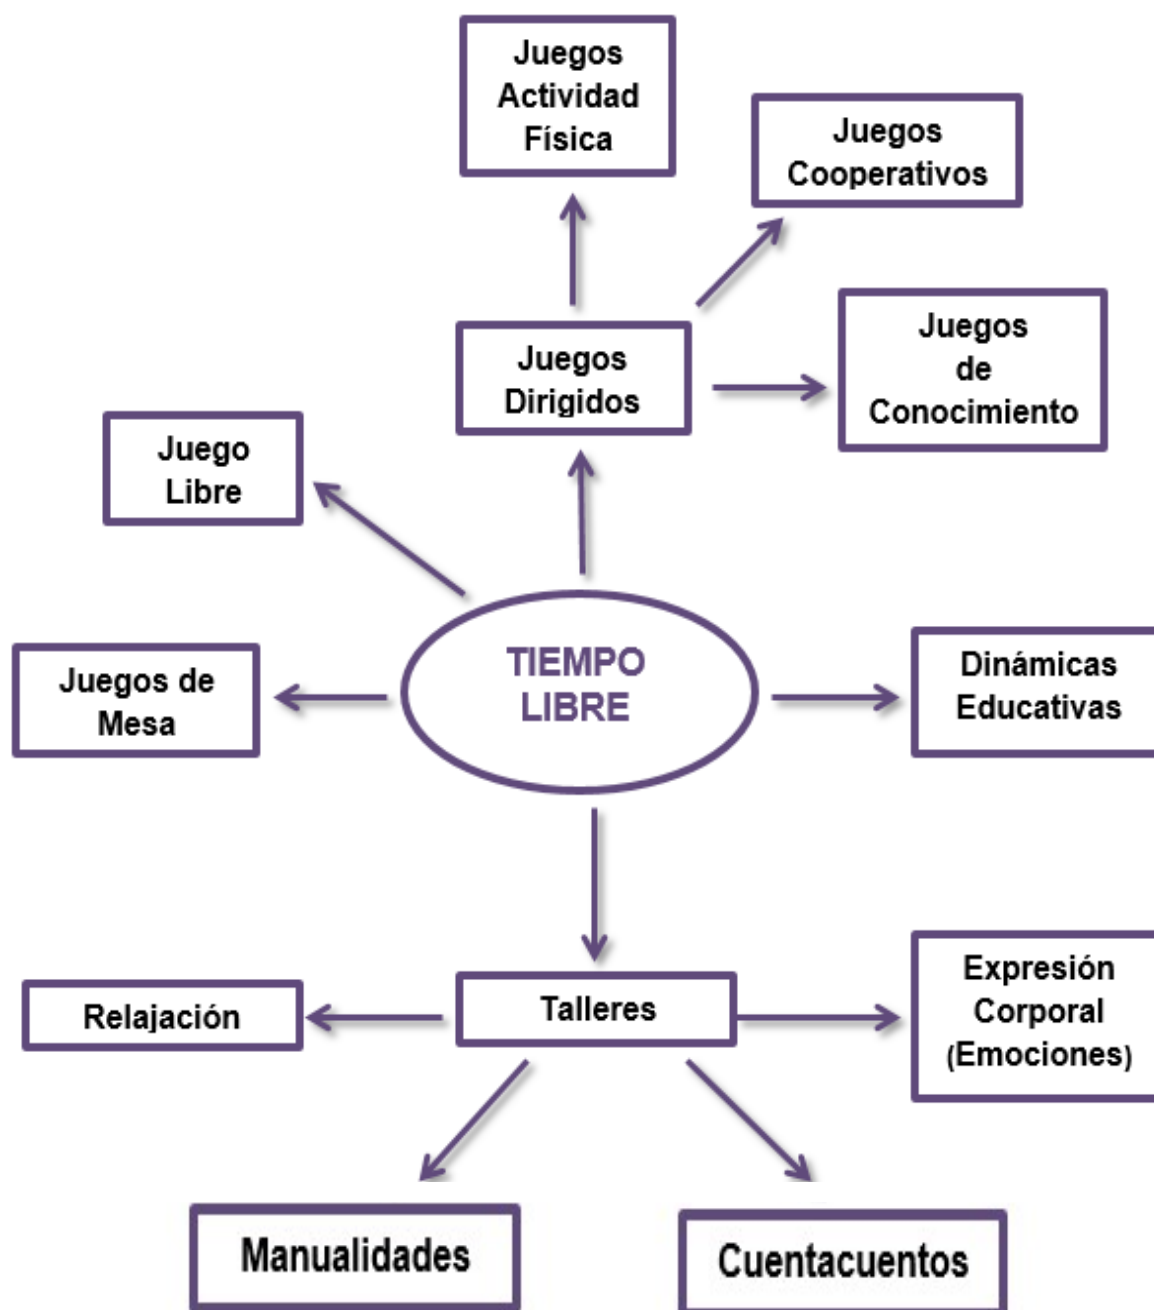 Juegos
Actividad
Física
Juegos
Cooperativos
Juegos
de
Conocimiento
Juegos
Dirigidos
Juego
Libre
TIEMPO
LIBRE
Juegos de
Mesa
Dinámicas
Educativas
Relajación
Talleres
Expresión
Corporal
(Emociones)
Manualidades
Cuentacuentos